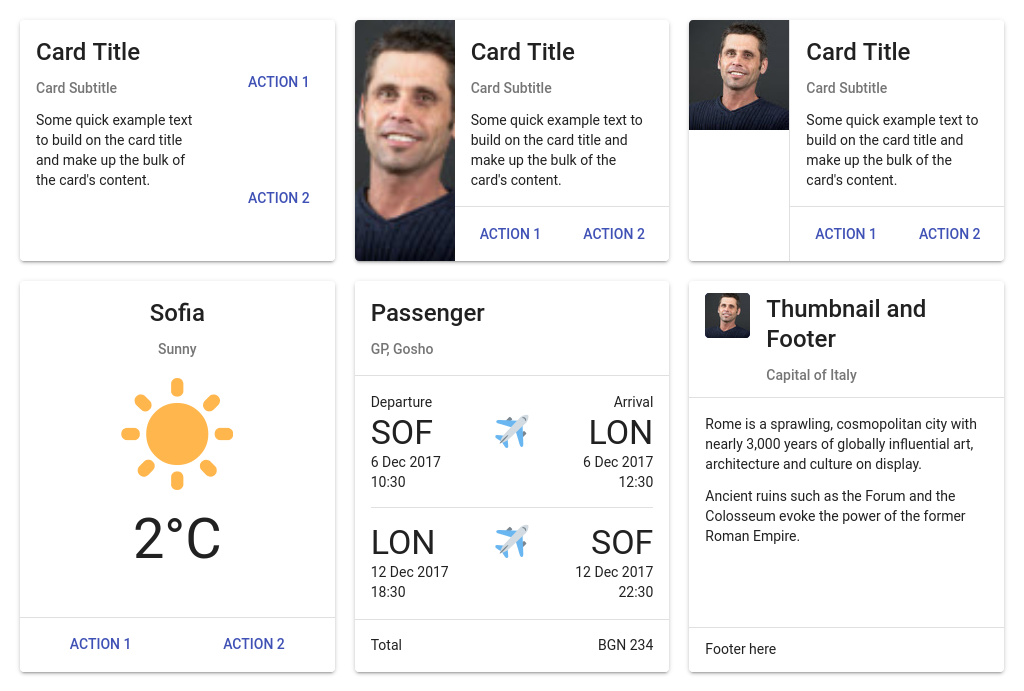 Card Title
Card Subtitle
Some quick example text
to build on the card title
and make up the bulk of
the card's content.
ACTION 1
ACTION 2
Card Title
Card Subtitle
Some quick example text to
build on the card title and
make up the bulk of the
card's content.
ACTION 1 ACTION 2
Card Title
Card Subtitle
Some quick example text to
build on the card title and
make up the bulk of the
card's content.
ACTION 1 ACTION 2
Sofia
Sunny
2°C
ACTION 1 ACTION 2
Passenger
GP, Gosho
Departure Arrival
SOF LON
6 Dec 2017 6 Dec 2017
10:30 12:30
LON SOF
12 Dec 2017 12 Dec 2017
18:30 22:30
Total BGN 234
Thumbnail and
Footer
Capital of Italy
Rome is a sprawling, cosmopolitan city with
nearly 3,000 years of globally influential art,
architecture and culture on display.
Ancient ruins such as the Forum and the
Colosseum evoke the power of the former
Roman Empire.
Footer here